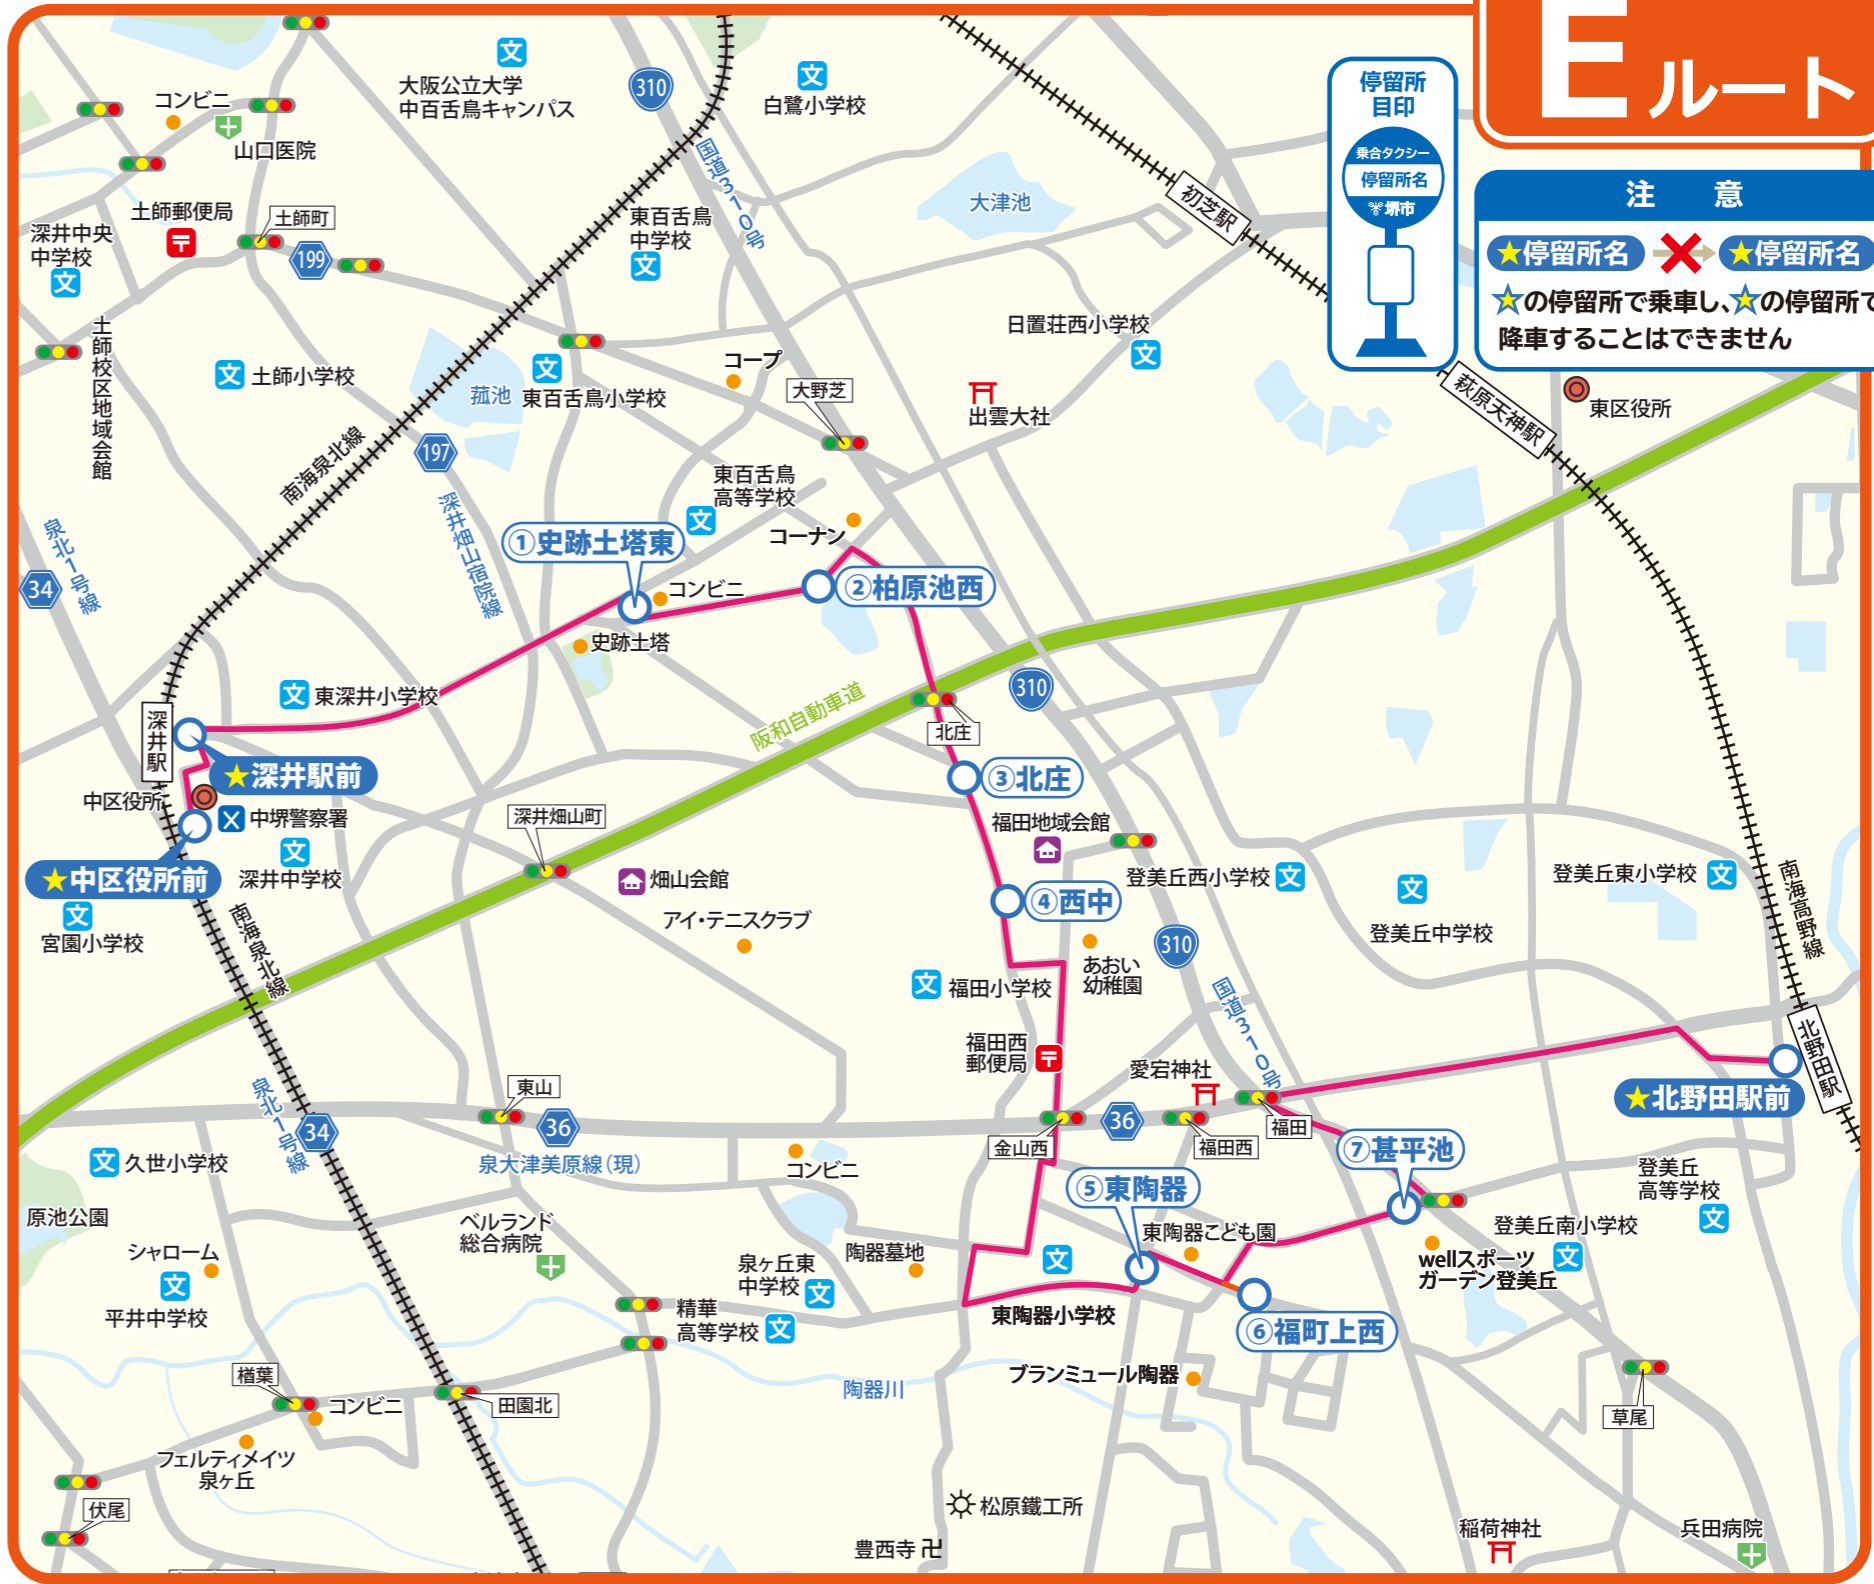 Eルート
停留所
目印
乗合タクシー
停留所名
堺市
注 意
★停留所名
★停留所名
☆の停留所で乗車し、☆の停留所で
降車することはできません
310
大阪公立大学
中百舌鳥キャンパス
白鷺小学校
コンビニ
山口医院
国道310号
大津池
初芝駅
土師郵便局
土師町
199
深井中央
中学校
東百舌鳥
中学校
日置荘西小学校
土師校区地域会館
土師小学校
菰池
東百舌鳥小学校
コープ
大野芝
出雲大社
萩原天神駅
東区役所
南海泉北線
197
深井畑山宿院線
東百舌鳥
高等学校
コーナン
泉北1号線
34
①史跡土塔東
コンビニ
②柏原池西
史跡土塔
東深井小学校
310
阪和自動車道
北庄
深井駅
★深井駅前
③北庄
中区役所
中堺警察署
深井畑山町
福田地域会館
★中区役所前
深井中学校
畑山会館
④西中
登美丘西小学校
登美丘東小学校
登美丘中学校
南海高野線
宮園小学校
南海泉北線
アイ・テニスクラブ
あおい
幼稚園
310
福田小学校
国道310号
福田西
郵便局
愛宕神社
北野田駅
★北野田駅前
泉北1号線
34
東山
36
泉大津美原線(現)
金山西
36
福田西
福田
⑦甚平池
久世小学校
コンビニ
⑤東陶器
登美丘
高等学校
原池公園
シャローム
平井中学校
ベルランド
総合病院
泉ヶ丘東
中学校
陶器墓地
東陶器こども園
登美丘南小学校
wellスポーツ
ガーデン登美丘
精華
高等学校
東陶器小学校
⑥福町上西
楢葉
コンビニ
田園北
陶器川
ブランミュール陶器
草尾
フェルティメイツ
泉ヶ丘
伏尾
松原鐵工所
豊西寺
稲荷神社
兵田病院